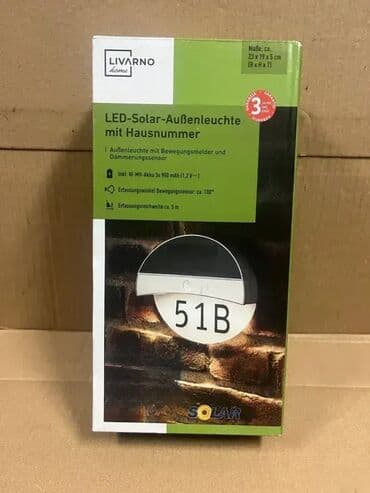 LIVARNO
home
Maße, ca.
23 x 19 x 5 cm
(B x H x T)
3
LED-Solar-Außenleuchte
mit Hausnummer
Außenleuchte mit Bewegungsmelder und
Dämmerungssensor
Inkl. Ni-MH-Akku 3x 900 mAh (1,2 V
Erfassungswinkel Bewegungssensor: ca. 130°
Erfassungsreichweite ca. 5 m
51B
SOLAR